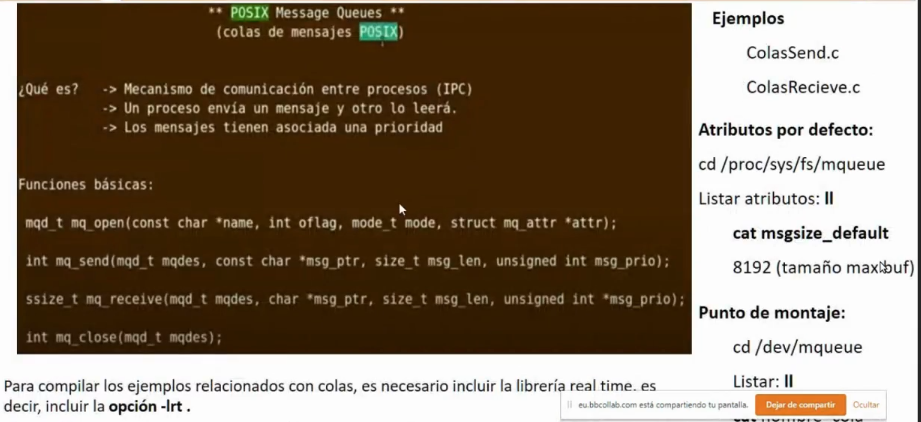 ** POSIX Message Queues **
(colas de mensajes POSIX)
¿Qué es? -> Mecanismo de comunicación entre procesos (IPC)
-> Un proceso envía un mensaje y otro lo leerá.
-> Los mensajes tienen asociada una prioridad
Funciones básicas:
mqd_t mq_open(const char *name, int oflag, mode_t mode, struct mq_attr *attr);
int mq_send(mqd_t mqdes, const char *msg_ptr, size_t msg_len, unsigned int msg_prio);
ssize_t mq_receive(mqd_t mqdes, char *msg_ptr, size_t msg_len, unsigned int *msg_prio);
int mq_close(mqd_t mqdes);
Para compilar los ejemplos relacionados con colas, es necesario incluir la librería real time, es
decir, incluir la opción -lrt .
Ejemplos
ColasSend.c
ColasRecieve.c
Atributos por defecto:
cd /proc/sys/fs/mqueue
Listar atributos: ll
cat msgsize_default
8192 (tamaño max buf)
Punto de montaje:
cd /dev/mqueue
Listar: ll
eu.bbcollab.com está compartiendo tu pantalla.
Dejar de compartir
Ocultar